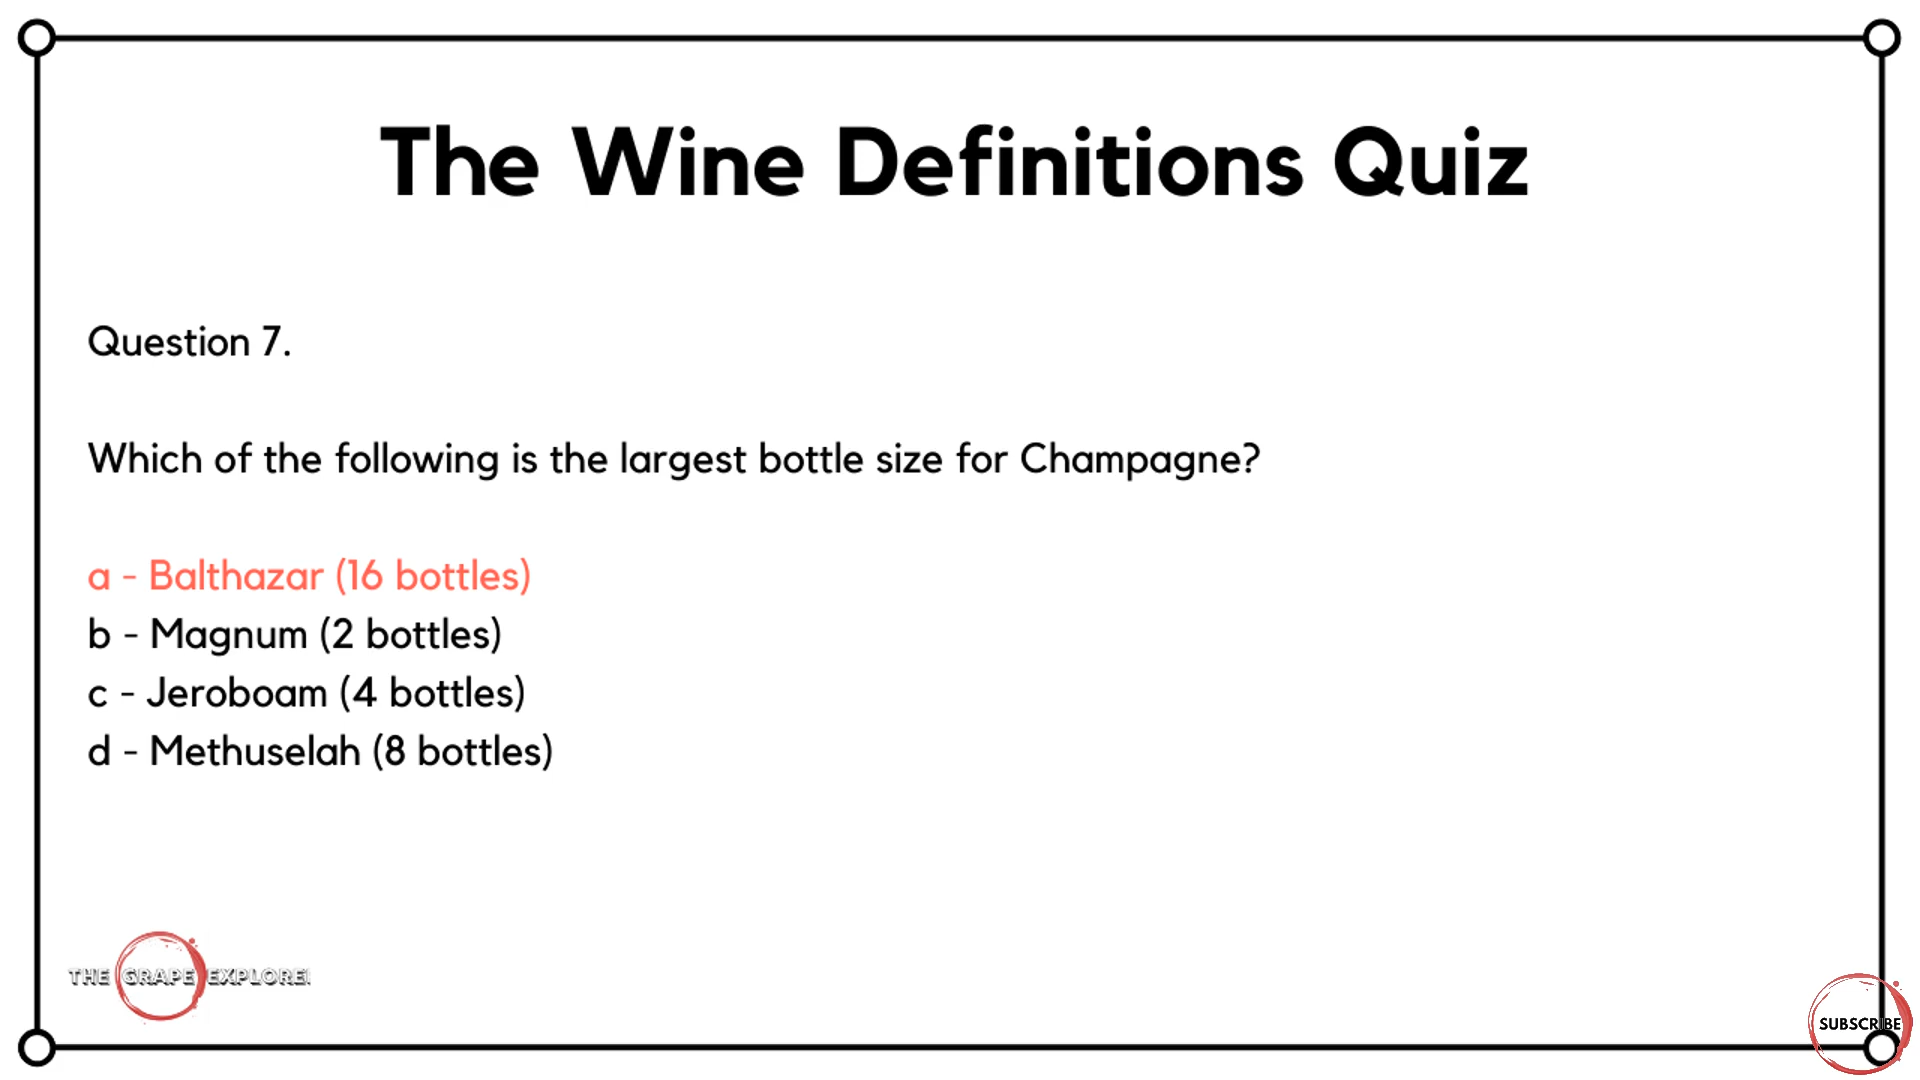 The Wine Definitions Quiz
Question 7.
Which of the following is the largest bottle size for Champagne?
a - Balthazar (16 bottles)
b - Magnum (2 bottles)
c - Jeroboam (4 bottles)
d - Methuselah (8 bottles)
THE GRAPE EXPLORE
SUBSCRIBE